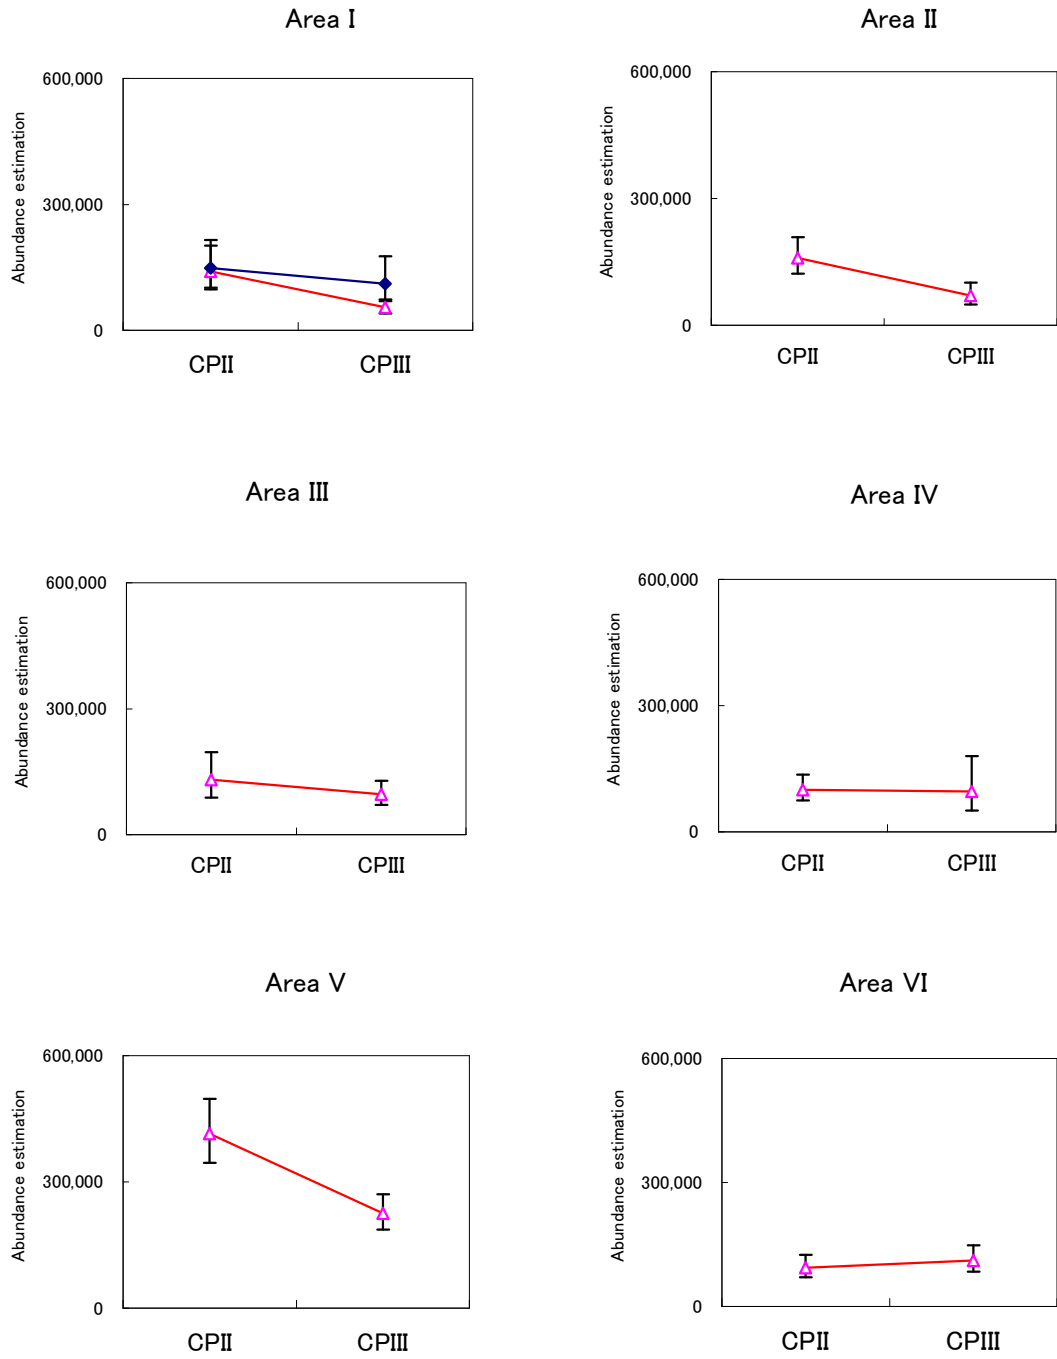 Area I
Area II
600,000
300,000
0
Abundance estimation
CPII
CPIII
600,000
300,000
0
Abundance estimation
CPII
CPIII
Area III
Area IV
600,000
300,000
0
Abundance estimation
CPII
CPIII
600,000
300,000
0
Abundance estimation
CPII
CPIII
Area V
Area VI
600,000
300,000
0
Abundance estimation
CPII
CPIII
600,000
300,000
0
Abundance estimation
CPII
CPIII